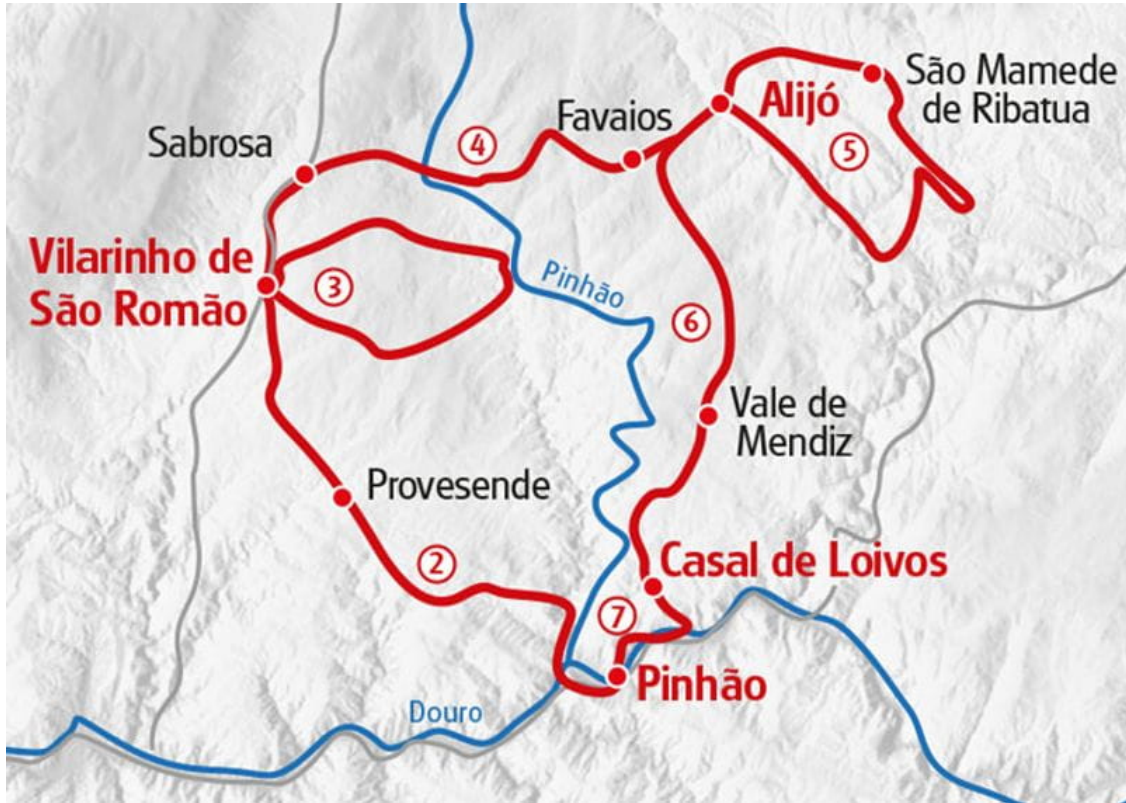 São Mamede
de Ribatua
Alijó
Favaios
Sabrosa
4
5
Vilarinho de
São Romão
3
Pinhão
6
Vale de
Mendiz
Provesende
2
Casal de Loivos
7
Pinhão
Douro